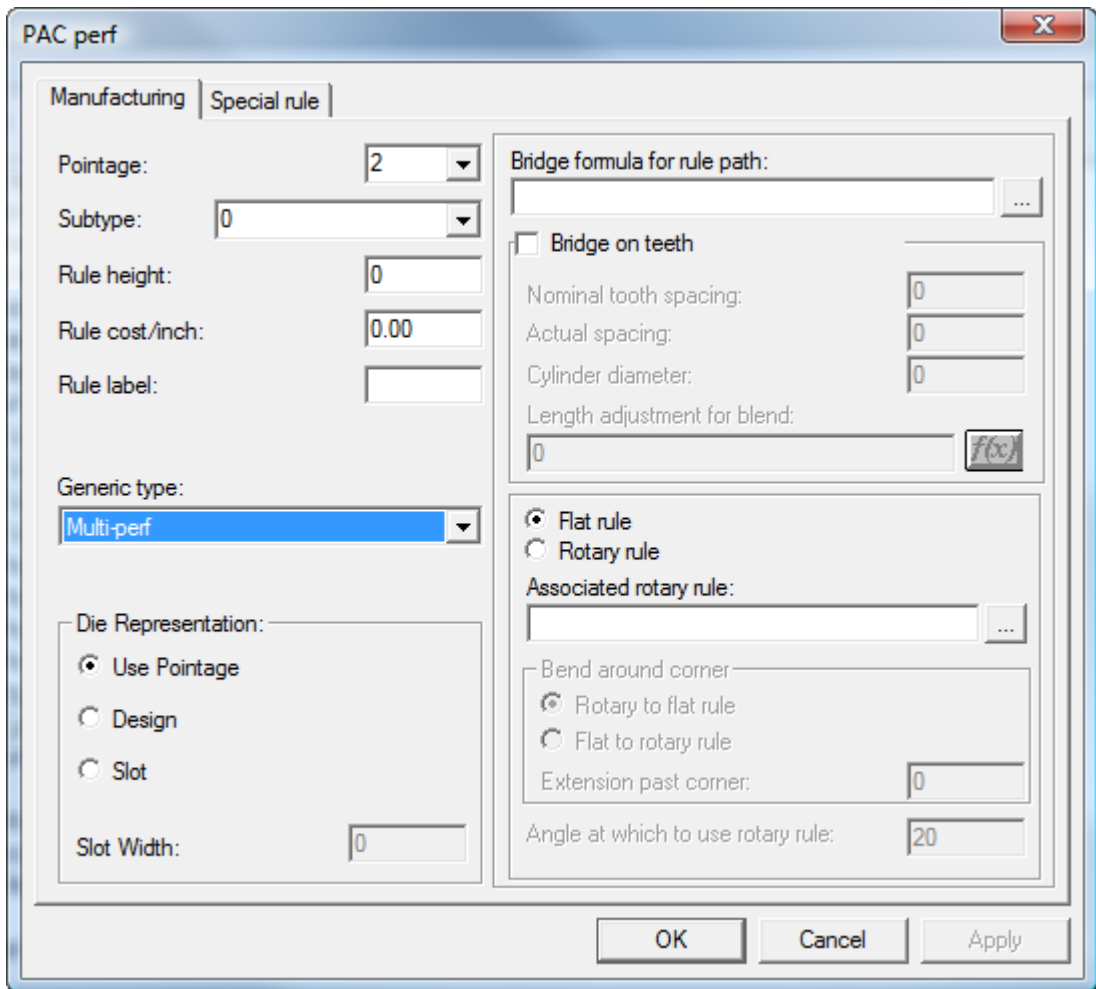 PAC perf
Manufacturing
Special rule
Pointage:
2
Subtype:
0
Rule height:
0
Rule cost/inch:
0.00
Rule label:
Generic type:
Multi-perf
Die Representation:
Use Pointage
Design
Slot
Slot Width:
0
Bridge formula for rule path:
...
Bridge on teeth
Nominal tooth spacing:
0
Actual spacing:
0
Cylinder diameter:
0
Length adjustment for blend:
0
f(x)
Flat rule
Rotary rule
Associated rotary rule:
...
Bend around corner
Rotary to flat rule
Flat to rotary rule
Extension past corner:
0
Angle at which to use rotary rule:
20
OK
Cancel
Apply